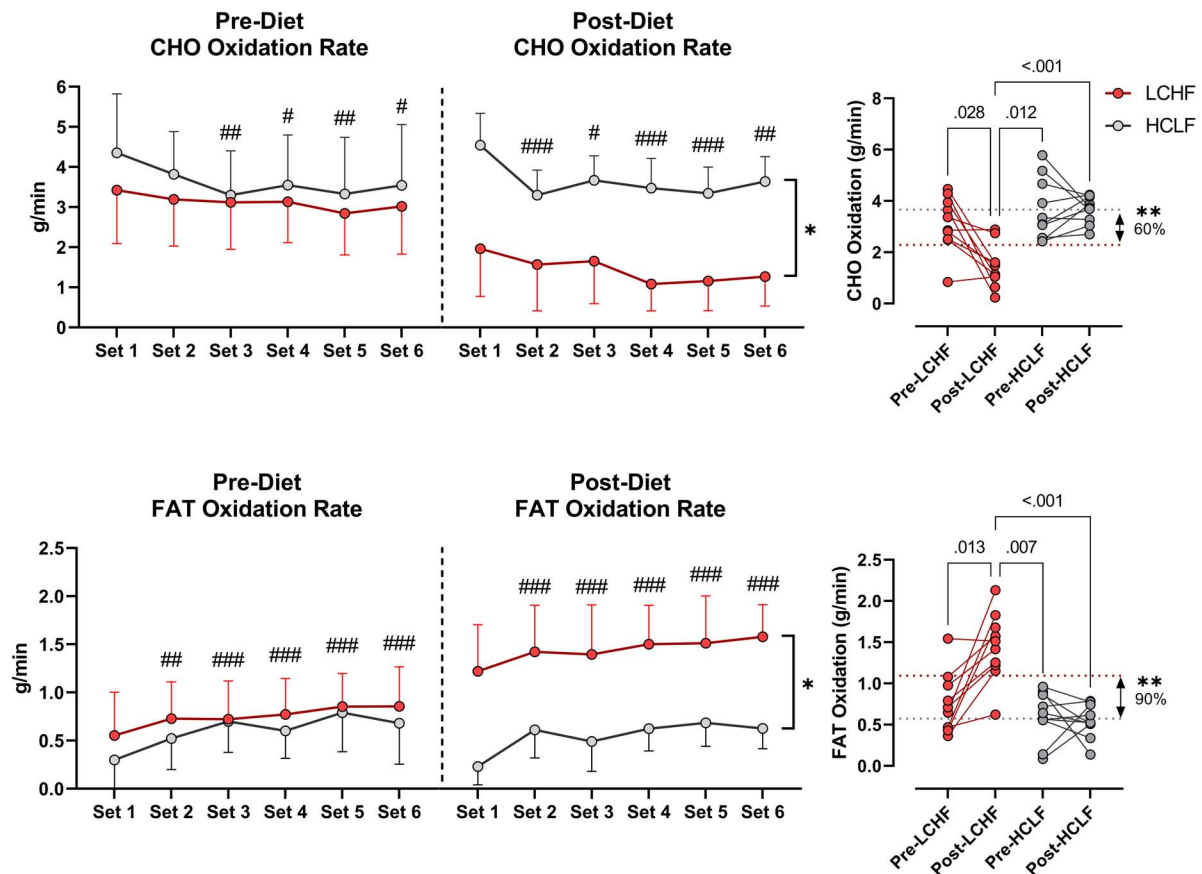 Pre-Diet
CHO Oxidation Rate
Post-Diet
CHO Oxidation Rate
g/min
6
5
4
3
2
1
0
##
#
##
#
###
#
###
###
##
*
Set 1 Set 2 Set 3 Set 4 Set 5 Set 6
Set 1 Set 2 Set 3 Set 4 Set 5 Set 6
CHO Oxidation (g/min)
8
6
4
2
0
<.001
.028
.012
LCHF
HCLF
**
60%
Pre-LCHF
Post-LCHF
Pre-HCLF
Post-HCLF
Pre-Diet
FAT Oxidation Rate
Post-Diet
FAT Oxidation Rate
g/min
2.5
2.0
1.5
1.0
0.5
0.0
##
###
###
###
###
###
###
###
###
###
*
Set 1 Set 2 Set 3 Set 4 Set 5 Set 6
Set 1 Set 2 Set 3 Set 4 Set 5 Set 6
FAT Oxidation (g/min)
2.5
2.0
1.5
1.0
0.5
0.0
<.001
.013
.007
**
90%
Pre-LCHF
Post-LCHF
Pre-HCLF
Post-HCLF